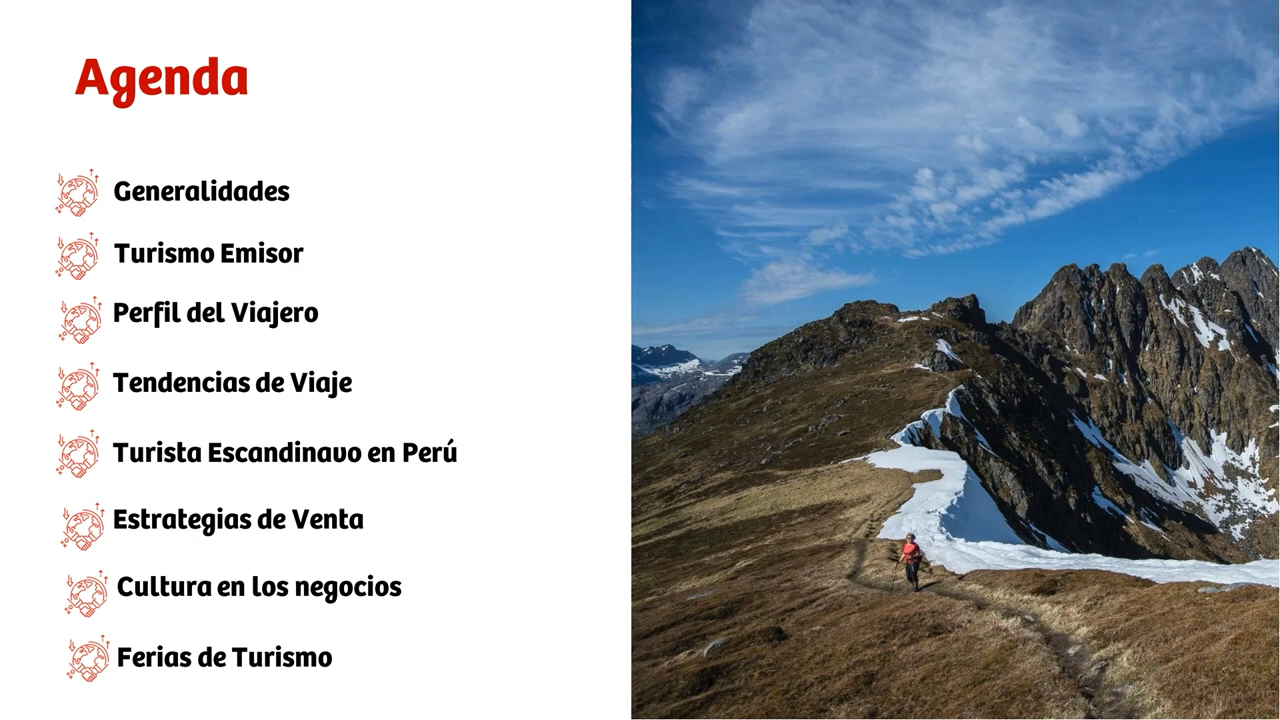 Agenda
Generalidades
Turismo Emisor
Perfil del Viajero
Tendencias de Viaje
Turista Escandinavo en Perú
Estrategias de Venta
Cultura en los negocios
Ferias de Turismo